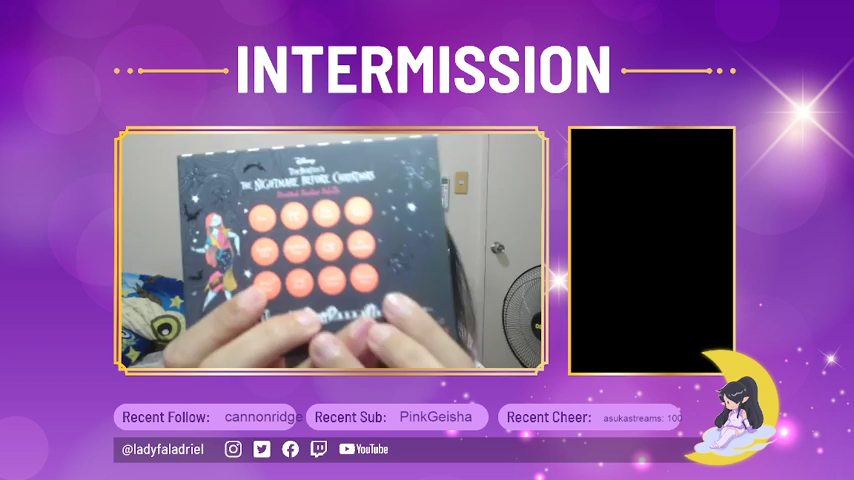 INTERMISSION
Disney
Tim Burton's
THE NIGHTMARE BEFORE CHRISTMAS
Recent Follow: cannonridge
Recent Sub: PinkGeisha
Recent Cheer: asukastreams: 100
@ladyfaladriel
YouTube